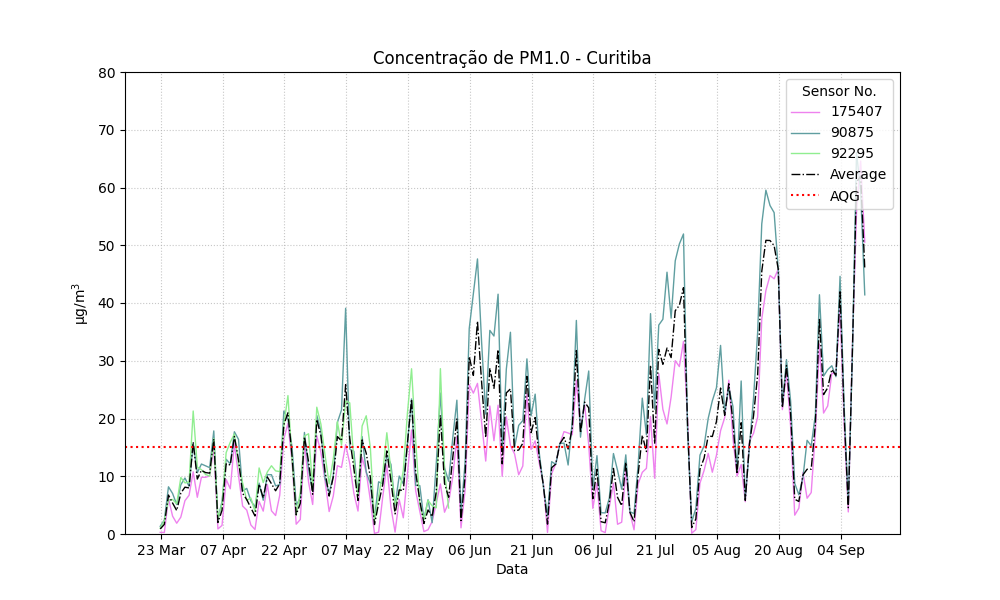 Concentração de PM1.0 - Curitiba
80
70
60
50
40
30
20
10
0
µg/m³
Sensor No.
175407
90875
92295
Average
AQG
23 Mar 07 Apr 22 Apr 07 May 22 May 06 Jun 21 Jun 06 Jul 21 Jul 05 Aug 20 Aug 04 Sep
Data